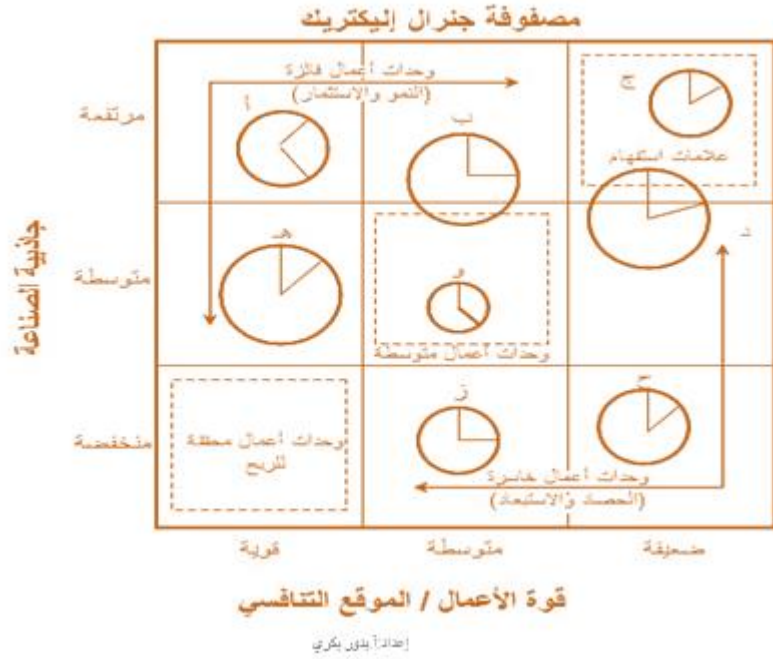 مصفوفة جنرال إليكتريك
جاذبية الصناعة
مرتفعة
متوسطة
منخفضة
وحدات أعمال فائزة
(النمو والاستثمار)
أ
ب
ج
علامات استفهام
د
هـ
و
وحدات أعمال متوسطة
وحدات أعمال محققة
للربح
ز
ح
وحدات أعمال خاسرة
(الحصاد والاستبعاد)
قوية
متوسطة
ضعيفة
قوة الأعمال / الموقع التنافسي
إعداد:أ.بدور بكري